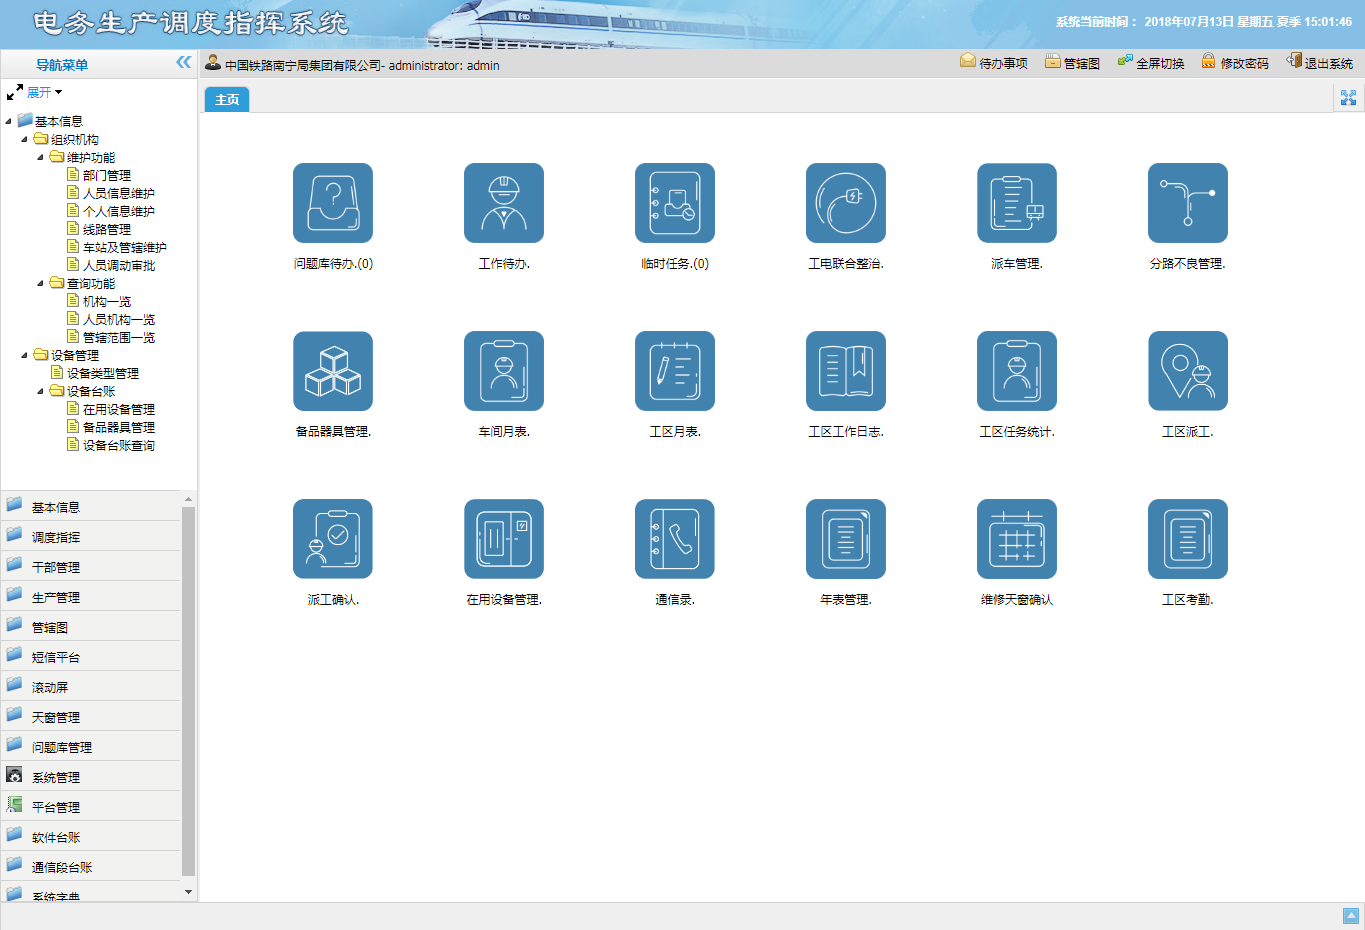 电务生产调度指挥系统
系统当前时间： 2018年07月13日 星期五 夏季 15:01:46
导航菜单
中国铁路南宁局集团有限公司- administrator: admin
待办事项 管辖图 全屏切换 修改密码 退出系统
展开
主页
基本信息
组织机构
维护功能
部门管理
人员信息维护
个人信息维护
线路管理
车站及管辖维护
人员调动审批
查询功能
机构一览
人员机构一览
管辖范围一览
设备管理
设备类型管理
设备台账
在用设备管理
备品器具管理
设备台账查询
基本信息
调度指挥
干部管理
生产管理
管辖图
短信平台
滚动屏
天窗管理
问题库管理
系统管理
平台管理
软件台账
通信段台账
系统字典
问题库待办.(0) 工作待办. 临时任务.(0) 工电联合整治. 派车管理. 分路不良管理.
备品器具管理. 车间月表. 工区月表. 工区工作日志. 工区任务统计. 工区派工.
派工确认. 在用设备管理. 通信录. 年表管理. 维修天窗确认 工区考勤.